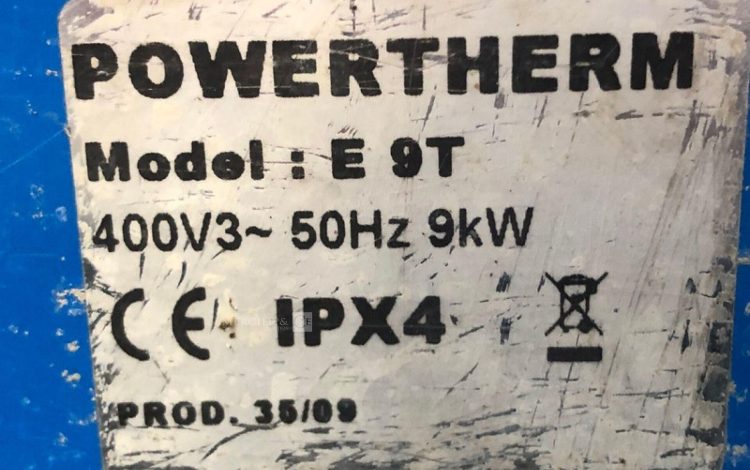 POWERTHERM
Model : E 9T
400V3~ 50Hz 9kW
CE IPX4
PROD. 35/09